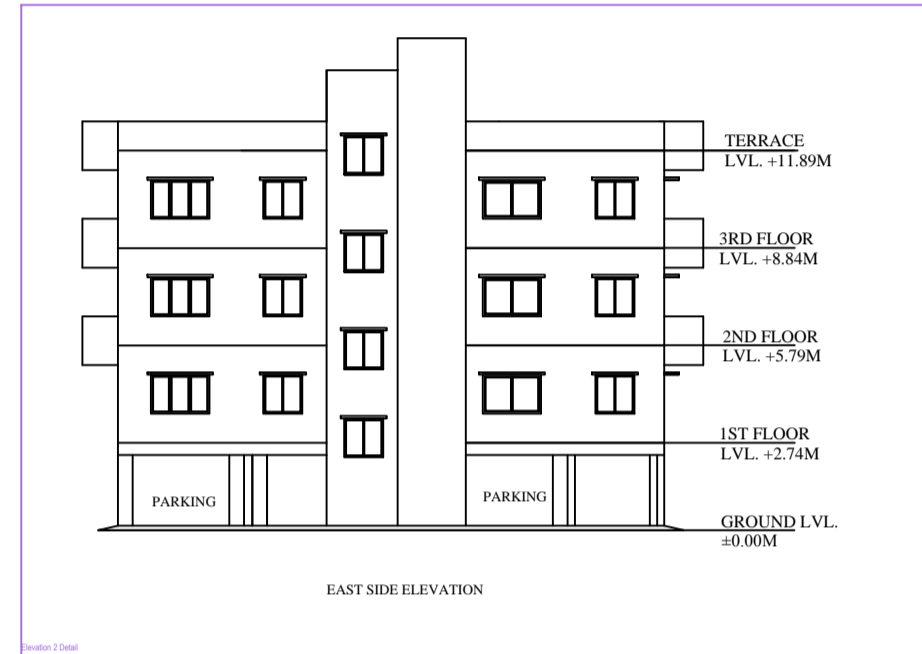 TERRACE
LVL. +11.89M
3RD FLOOR
LVL. +8.84M
2ND FLOOR
LVL. +5.79M
1ST FLOOR
LVL. +2.74M
PARKING
PARKING
GROUND LVL.
±0.00M
EAST SIDE ELEVATION
Elevation 2 Detail